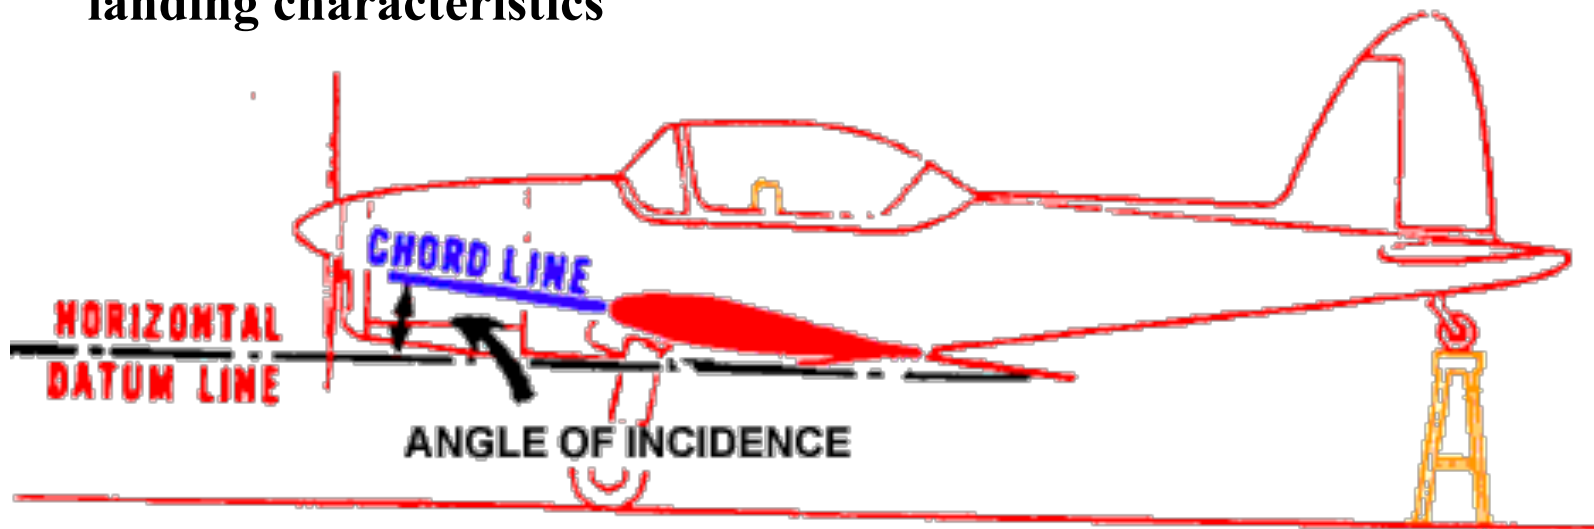 landing characteristics
CHORD LINE
HORIZONTAL
DATUM LINE
ANGLE OF INCIDENCE